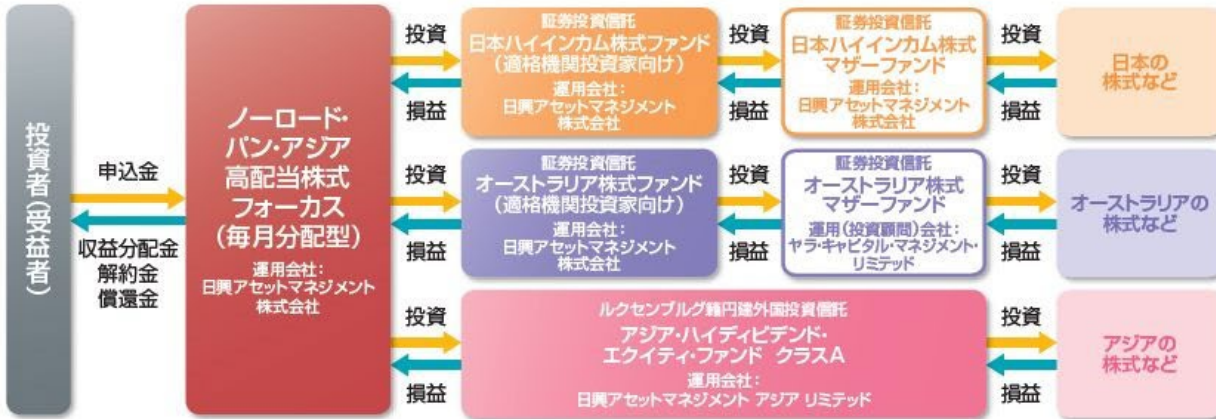 投資者(受益者)
申込金
収益分配金
解約金
償還金
ノーロード・
パン・アジア
高配当株式
フォーカス
(毎月分配型)
運用会社:
日興アセットマネジメント
株式会社
投資
損益
証券投資信託
日本ハイインカム株式ファンド
(適格機関投資家向け)
運用会社:
日興アセットマネジメント
株式会社
投資
損益
証券投資信託
日本ハイインカム株式
マザーファンド
運用会社:
日興アセットマネジメント
株式会社
投資
損益
日本の
株式など
投資
損益
証券投資信託
オーストラリア株式ファンド
(適格機関投資家向け)
運用会社:
日興アセットマネジメント
株式会社
投資
損益
証券投資信託
オーストラリア株式
マザーファンド
運用(投資顧問)会社:
ヤラ・キャピタル・マネジメント・
リミテッド
投資
損益
オーストラリアの
株式など
投資
損益
ルクセンブルグ籍円建外国投資信託
アジア・ハイディビデンド・
エクイティ・ファンド クラスA
運用会社:
日興アセットマネジメント アジア リミテッド
投資
損益
アジアの
株式など